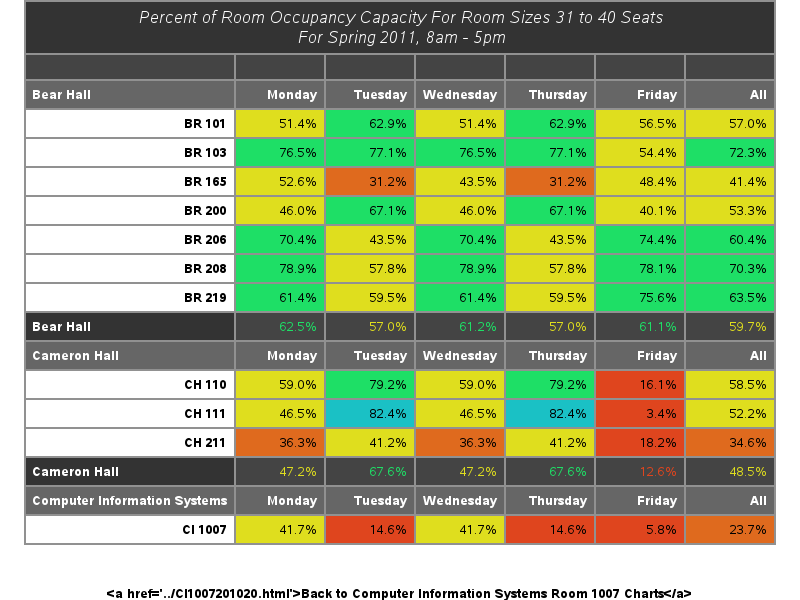 Percent of Room Occupancy Capacity For Room Sizes 31 to 40 Seats
For Spring 2011, 8am - 5pm
Bear Hall Monday Tuesday Wednesday Thursday Friday All
BR 101 51.4% 62.9% 51.4% 62.9% 56.5% 57.0%
BR 103 76.5% 77.1% 76.5% 77.1% 54.4% 72.3%
BR 165 52.6% 31.2% 43.5% 31.2% 48.4% 41.4%
BR 200 46.0% 67.1% 46.0% 67.1% 40.1% 53.3%
BR 206 70.4% 43.5% 70.4% 43.5% 74.4% 60.4%
BR 208 78.9% 57.8% 78.9% 57.8% 78.1% 70.3%
BR 219 61.4% 59.5% 61.4% 59.5% 75.6% 63.5%
Bear Hall 62.5% 57.0% 61.2% 57.0% 61.1% 59.7%
Cameron Hall Monday Tuesday Wednesday Thursday Friday All
CH 110 59.0% 79.2% 59.0% 79.2% 16.1% 58.5%
CH 111 46.5% 82.4% 46.5% 82.4% 3.4% 52.2%
CH 211 36.3% 41.2% 36.3% 41.2% 18.2% 34.6%
Cameron Hall 47.2% 67.6% 47.2% 67.6% 12.6% 48.5%
Computer Information Systems Monday Tuesday Wednesday Thursday Friday All
CI 1007 41.7% 14.6% 41.7% 14.6% 5.8% 23.7%
&lt;a href='../CI1007201020.html'&gt;Back to Computer Information Systems Room 1007 Charts&lt;/a&gt;